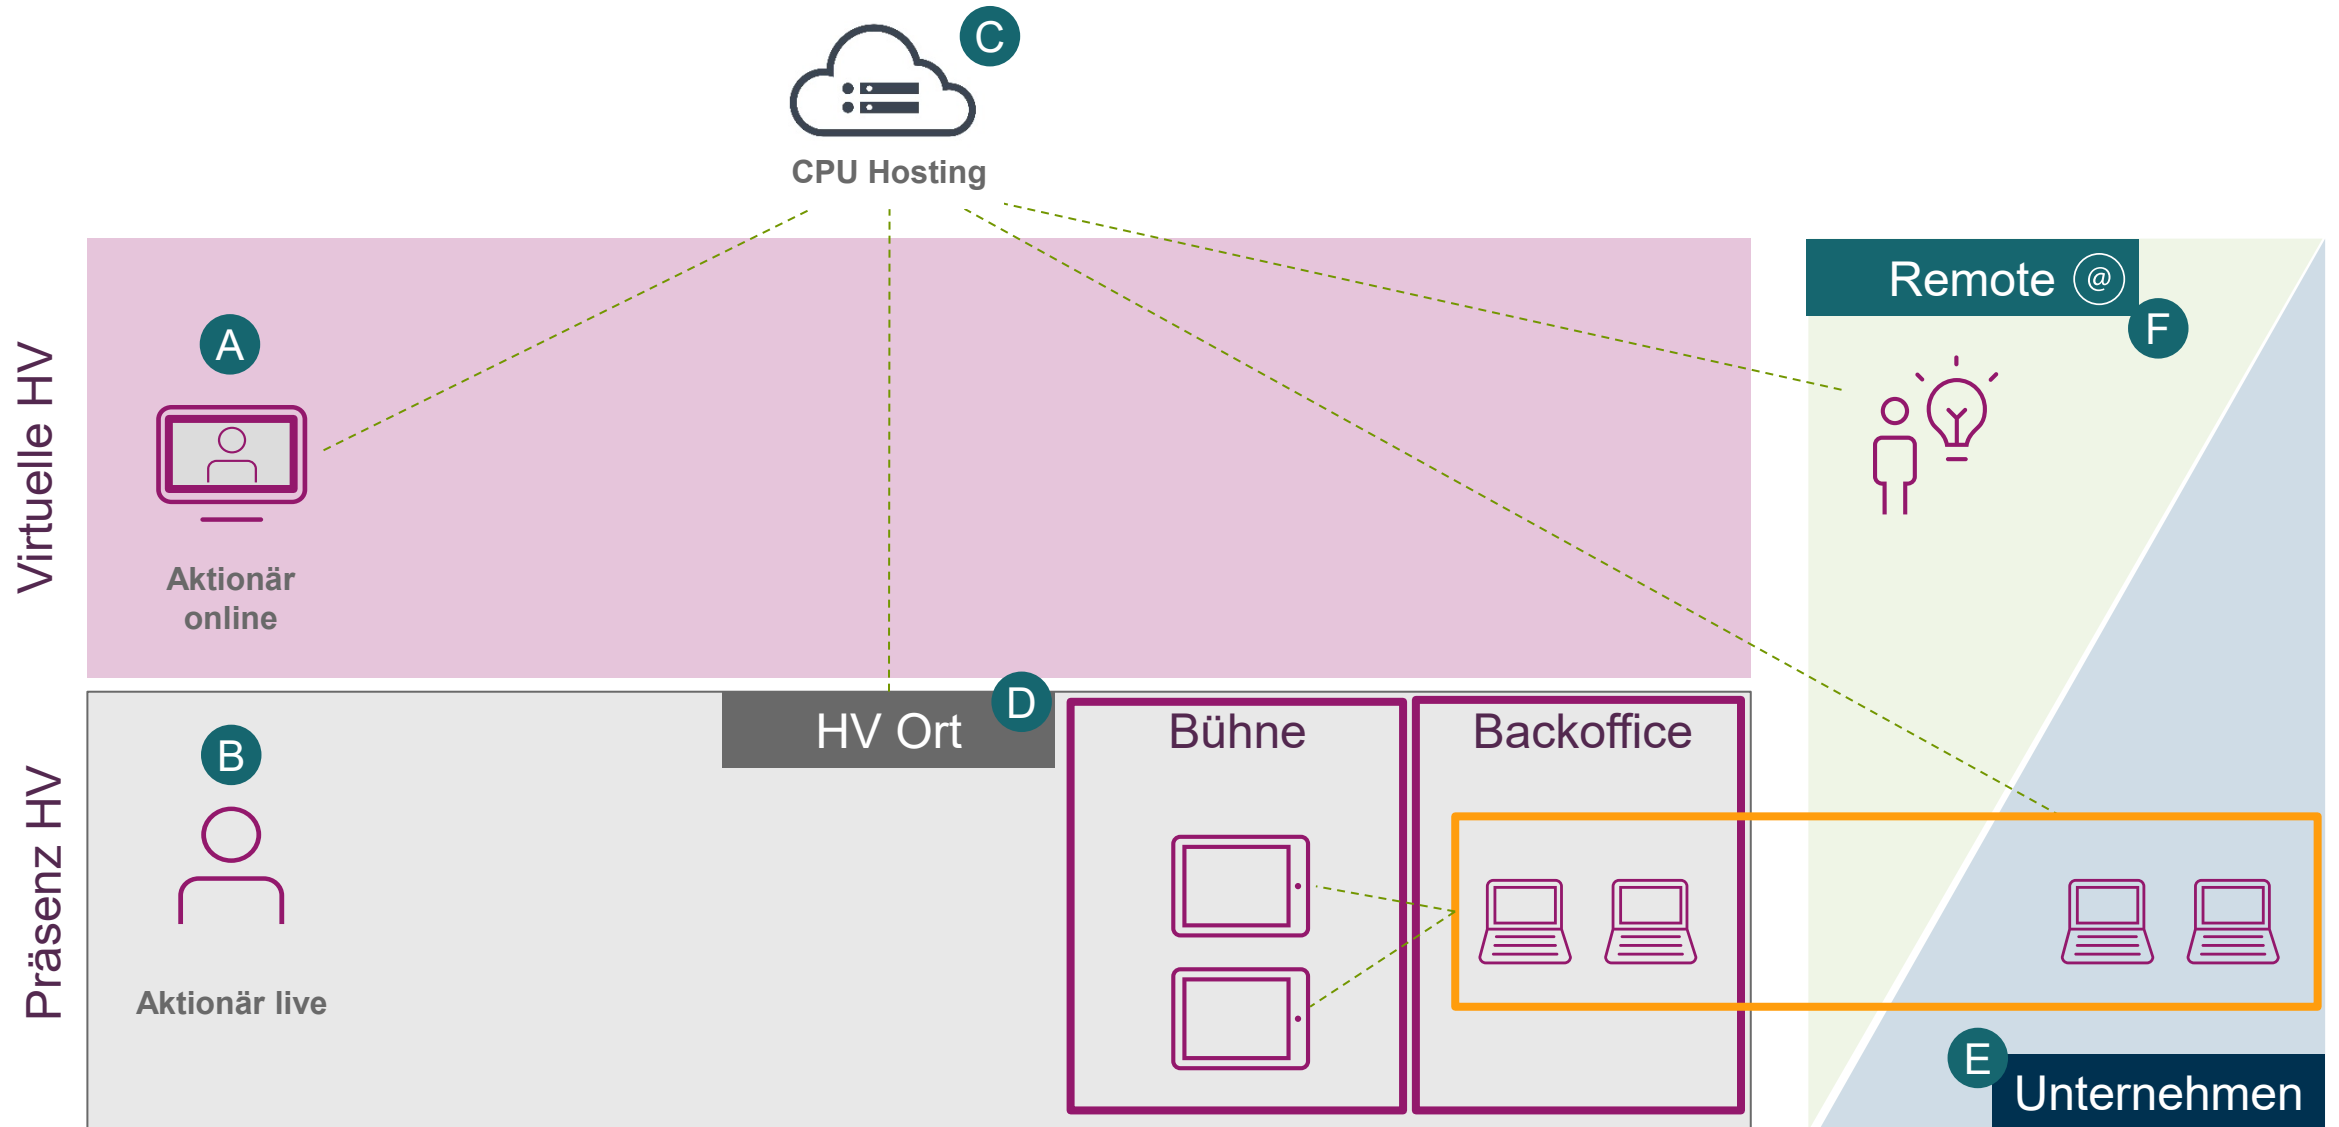 C
CPU Hosting
Virtuelle HV
A
Aktionär
online
Remote @
F
Präsenz HV
B
Aktionär live
HV Ort
D
Bühne
Backoffice
E
Unternehmen